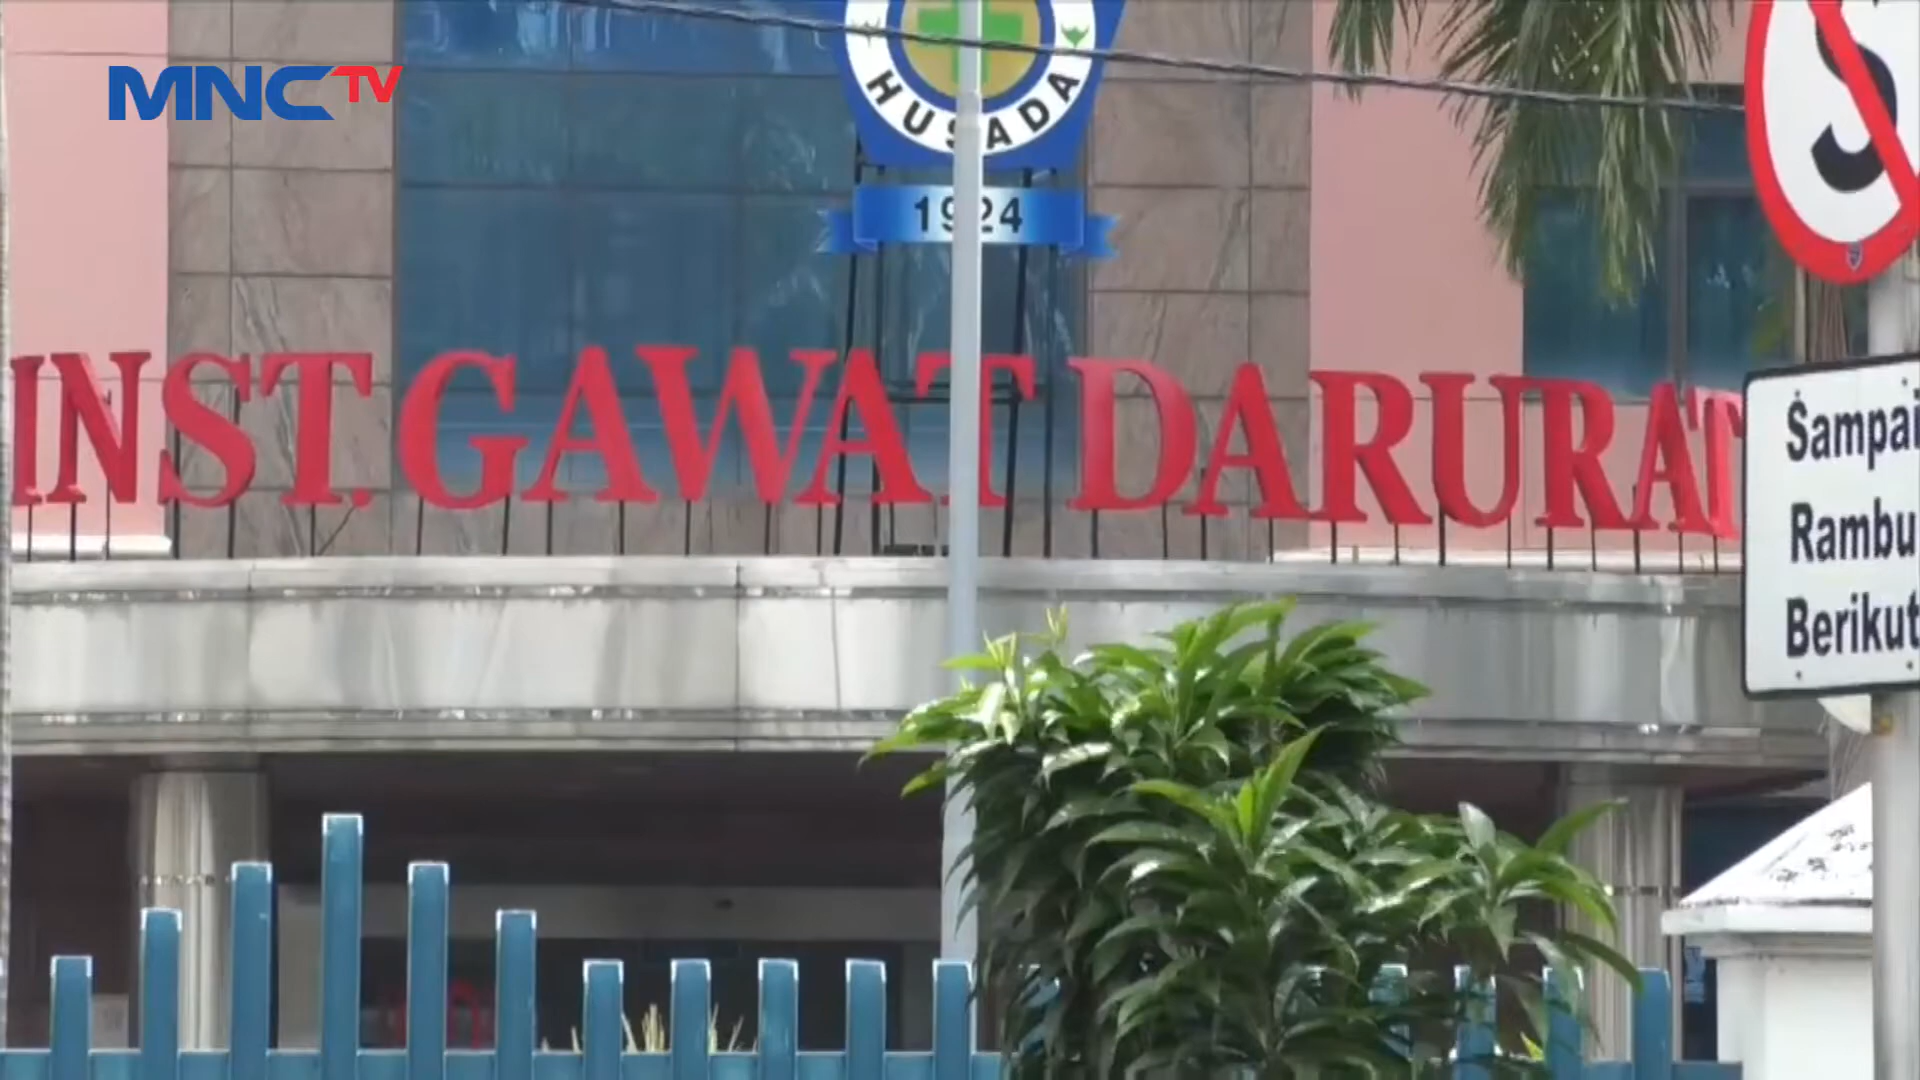 MNCTV
HUSADA
1924
INST. GAWAT DARURAT
S
Sampai
Rambu
Berikut